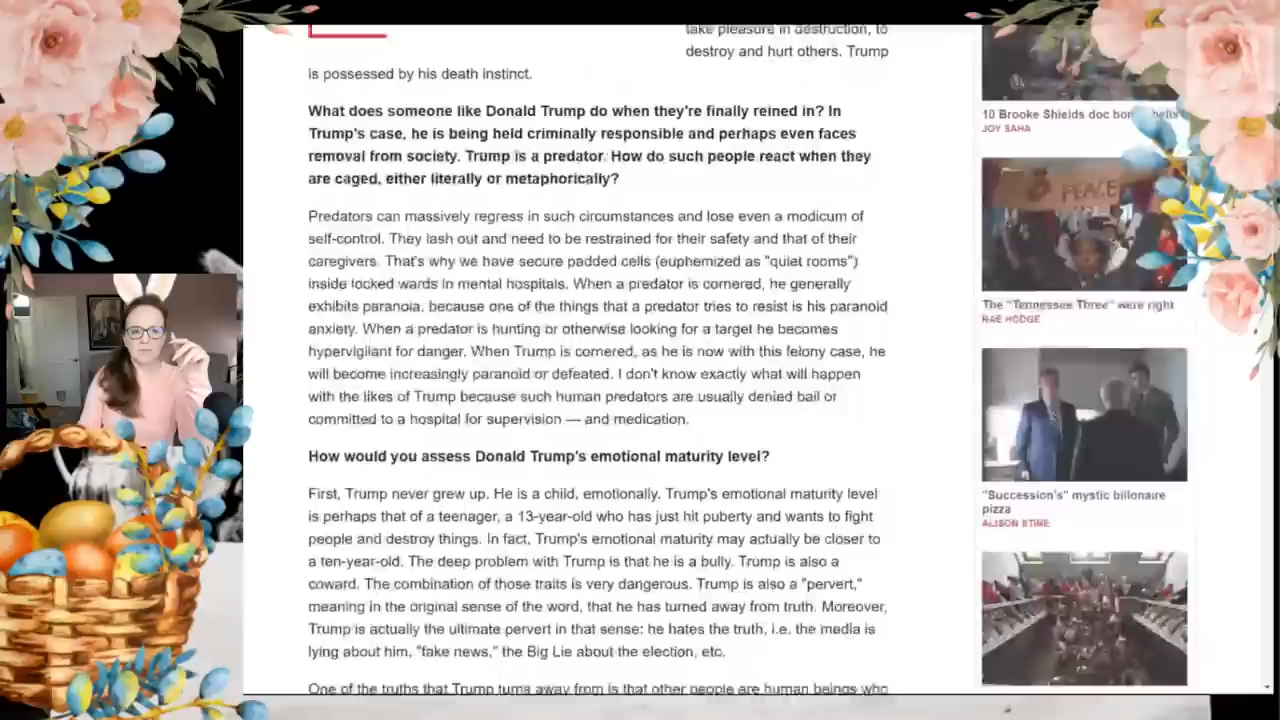 take pleasure in destruction, to
destroy and hurt others. Trump
is possessed by his death instinct.
What does someone like Donald Trump do when they're finally reined in? In
Trump's case, he is being held criminally responsible and perhaps even faces
removal from society. Trump is a predator. How do such people react when they
are caged, either literally or metaphorically?
Predators can massively regress in such circumstances and lose even a modicum of
self-control. They lash out and need to be restrained for their safety and that of their
caregivers. That's why we have secure padded cells (euphemized as "quiet rooms")
inside locked wards in mental hospitals. When a predator is cornered, he generally
exhibits paranoia, because one of the things that a predator tries to resist is his paranoid
anxiety. When a predator is hunting or otherwise looking for a target he becomes
hypervigilant for danger. When Trump is cornered, as he is now with this felony case, he
will become increasingly paranoid or defeated. I don't know exactly what will happen
with the likes of Trump because such human predators are usually denied bail or
committed to a hospital for supervision — and medication.
How would you assess Donald Trump's emotional maturity level?
First, Trump never grew up. He is a child, emotionally. Trump's emotional maturity level
is perhaps that of a teenager, a 13-year-old who has just hit puberty and wants to fight
people and destroy things. In fact, Trump's emotional maturity may actually be closer to
a ten-year-old. The deep problem with Trump is that he is a bully. Trump is also a
coward. The combination of those traits is very dangerous. Trump is also a "pervert,"
meaning in the original sense of the word, that he has turned away from truth. Moreover,
Trump is actually the ultimate pervert in that sense: he hates the truth, i.e. the media is
lying about him, "fake news," the Big Lie about the election, etc.
One of the truths that Trump turns away from is that other people are human beings who
10 Brooke Shields doc
JOY SAHA
PEACE
The "Tennessee Three" were right
RAE HODGE
"Succession's" mystic billionaire
pizza
ALISON STINE